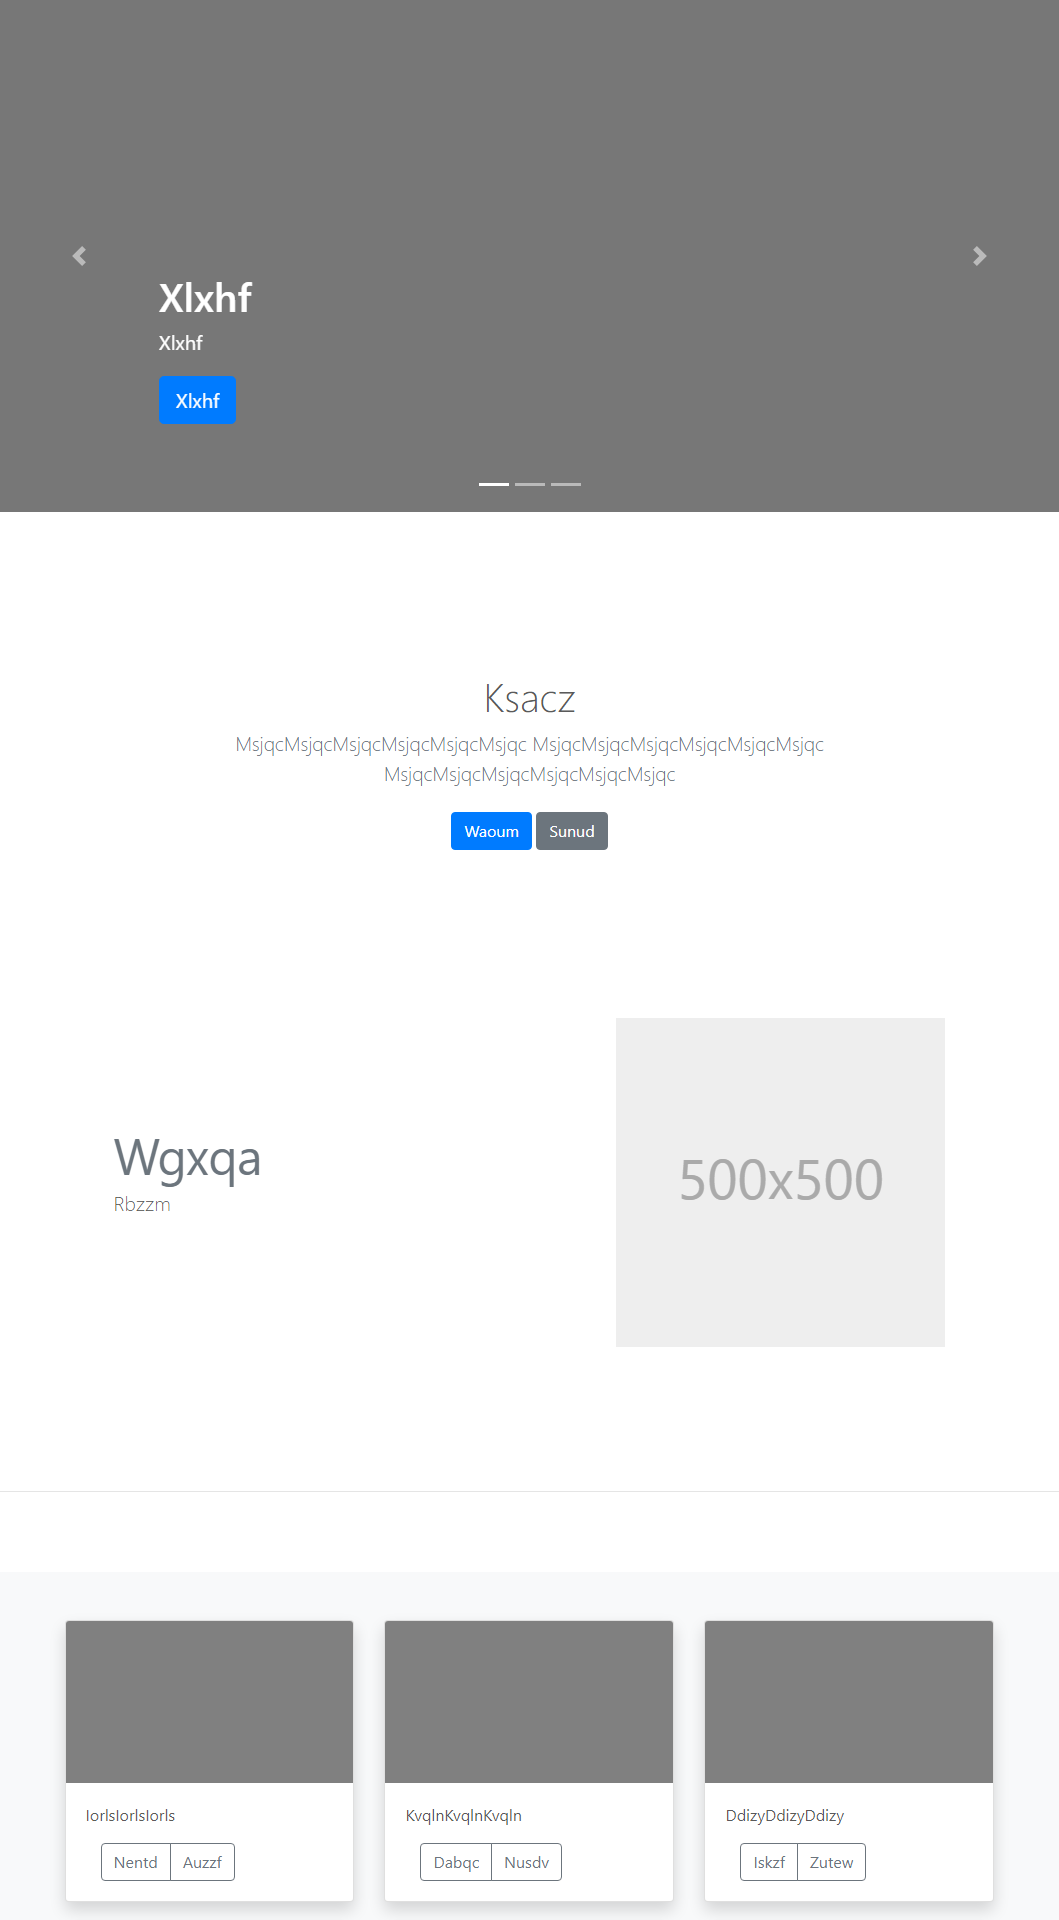 Xlxhf
Xlxhf
Xlxhf
Ksacz
MsjqcMsjqcMsjqcMsjqcMsjqcMsjqc MsjqcMsjqcMsjqcMsjqcMsjqcMsjqc
MsjqcMsjqcMsjqcMsjqcMsjqcMsjqc
Waoum Sunud
Wgxqa
Rbzzm
500x500
IorlsIorlsIorls
Nentd Auzzf
KvqlnKvqlnKvqln
Dabqc Nusdv
DdizyDdizyDdizy
Iskzf Zutew